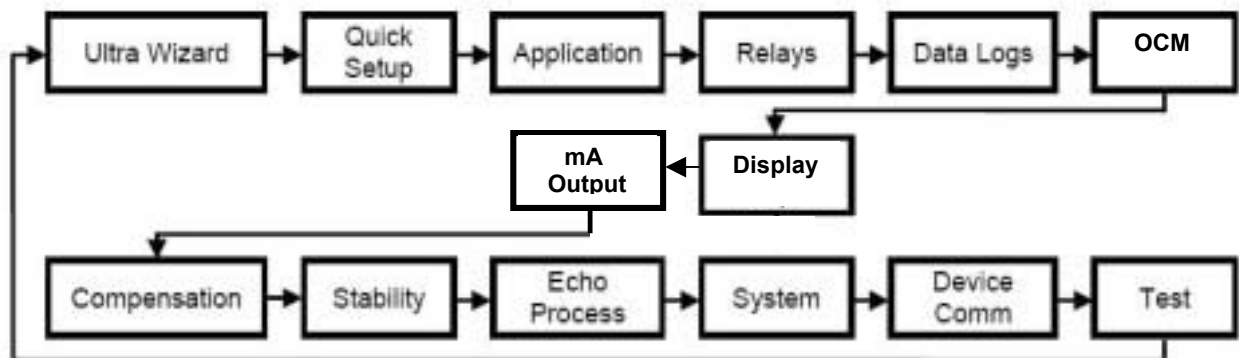 Ultra Wizard
Quick
Setup
Application
Relays
Data Logs
OCM
Display
mA
Output
Compensation
Stability
Echo
Process
System
Device
Comm
Test